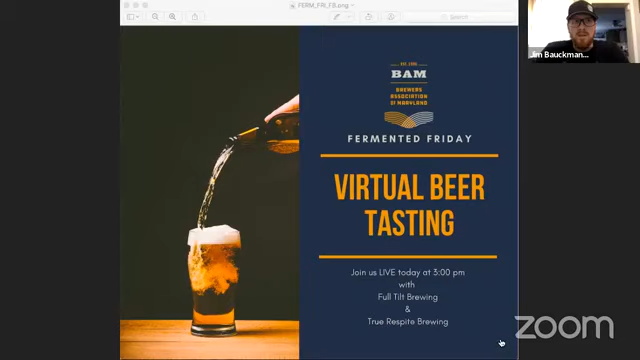 FERM_FRI_FB.png
Search
Jim Bauckman...
EST. 1996
BAM
BREWERS
ASSOCIATION
OF MARYLAND
FERMENTED FRIDAY
VIRTUAL BEER
TASTING
Join us LIVE today at 3:00 pm
with
Full Tilt Brewing
&
True Respite Brewing
zoom